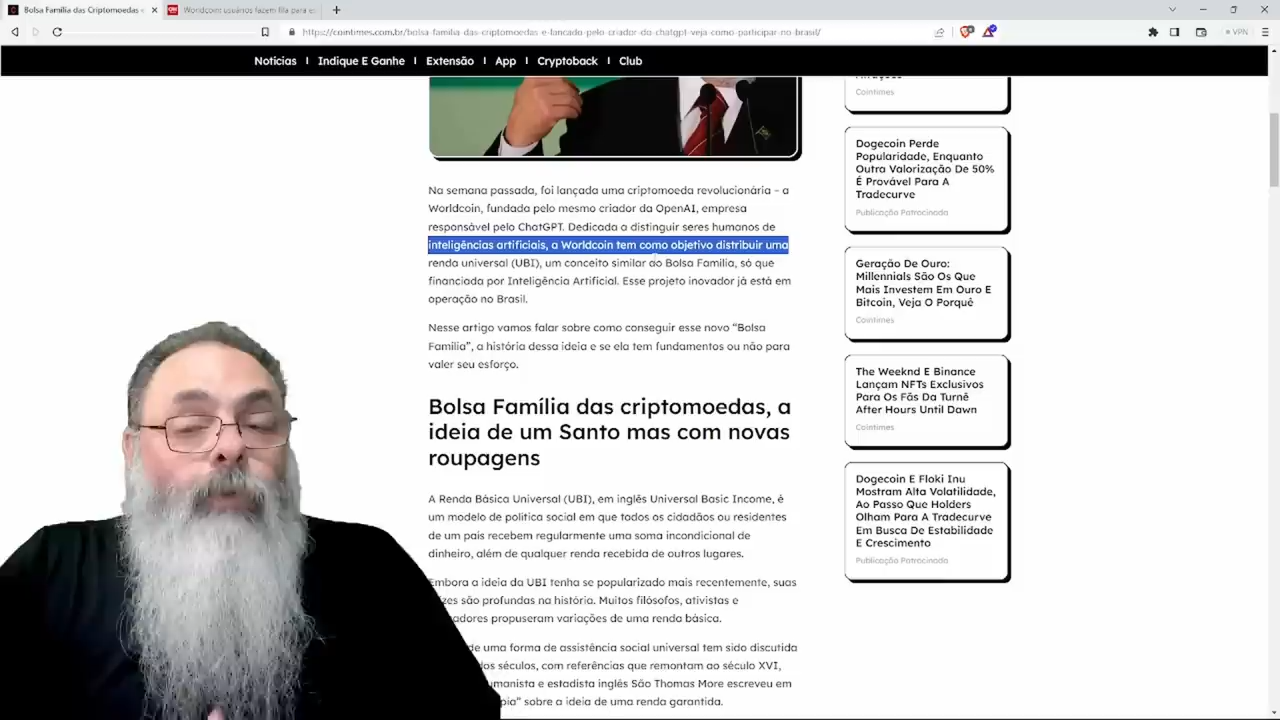 Bolsa Família das Criptomoedas e
Worldcoin: usuários fazem fila para e
https://cointimes.com.br/bolsa-familia-das-criptomoedas-e-lancado-pelo-criador-do-chatgpt-veja-como-participar-no-brasil/
VPN
Notícias
Indique E Ganhe
Extensão
App
Cryptoback
Club
Na semana passada, foi lançada uma criptomoeda revolucionária – a
Worldcoin, fundada pelo mesmo criador da OpenAI, empresa
responsável pelo ChatGPT. Dedicada a distinguir seres humanos de
inteligências artificiais, a Worldcoin tem como objetivo distribuir uma
renda universal (UBI), um conceito similar ao Bolsa Família, só que
financiada por Inteligência Artificial. Esse projeto inovador já está em
operação no Brasil.
Nesse artigo vamos falar sobre como conseguir esse novo “Bolsa
Família”, a história dessa ideia e se ela tem fundamentos ou não para
valer seu esforço.
Bolsa Família das criptomoedas, a
ideia de um Santo mas com novas
roupagens
A Renda Básica Universal (UBI), em inglês Universal Basic Income, é
um modelo de política social em que todos os cidadãos ou residentes
de um país recebem regularmente uma soma incondicional de
dinheiro, além de qualquer renda recebida de outros lugares.
Embora a ideia da UBI tenha se popularizado mais recentemente, suas
são profundas na história. Muitos filósofos, ativistas e
propuseram variações de uma renda básica.
de uma forma de assistência social universal tem sido discutida
dos séculos, com referências que remontam ao século XVI,
humanista e estadista inglês São Thomas More escreveu em
sobre a ideia de uma renda garantida.
Cointimes
Dogecoin Perde
Popularidade, Enquanto
Outra Valorização De 50%
É Provável Para A
Tradecurve
Publicação Patrocinada
Geração De Ouro:
Millennials São Os Que
Mais Investem Em Ouro E
Bitcoin, Veja O Porquê
Cointimes
The Weeknd E Binance
Lançam NFTs Exclusivos
Para Os Fãs Da Turnê
After Hours Until Dawn
Cointimes
Dogecoin E Floki Inu
Mostram Alta Volatilidade,
Ao Passo Que Holders
Olham Para A Tradecurve
Em Busca De Estabilidade
E Crescimento
Publicação Patrocinada